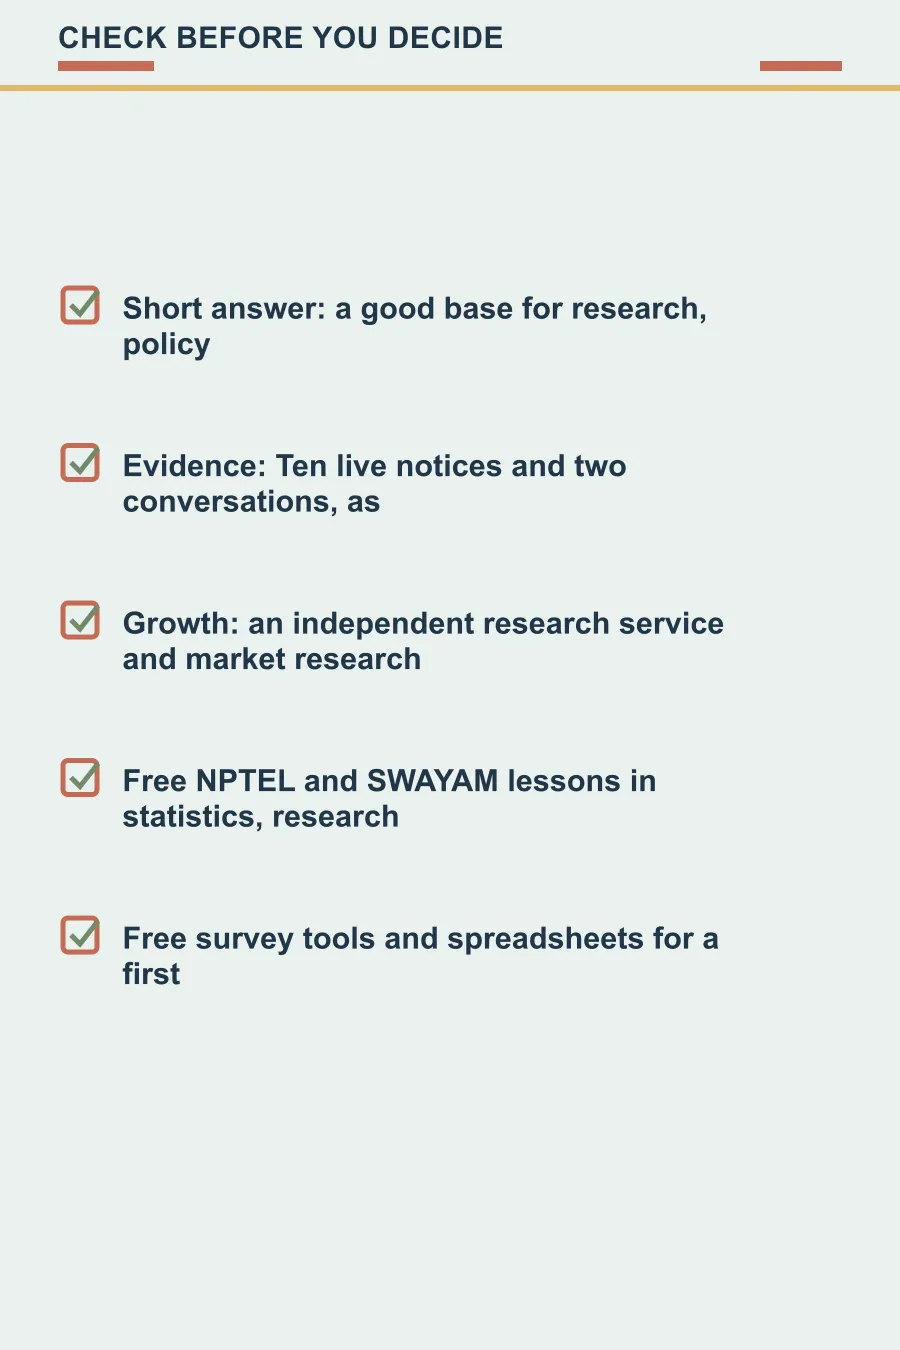 CHECK BEFORE YOU DECIDE
Short answer: a good base for research,
policy
Evidence: Ten live notices and two
conversations, as
Growth: an independent research service
and market research
Free NPTEL and SWAYAM lessons in
statistics, research
Free survey tools and spreadsheets for a
first